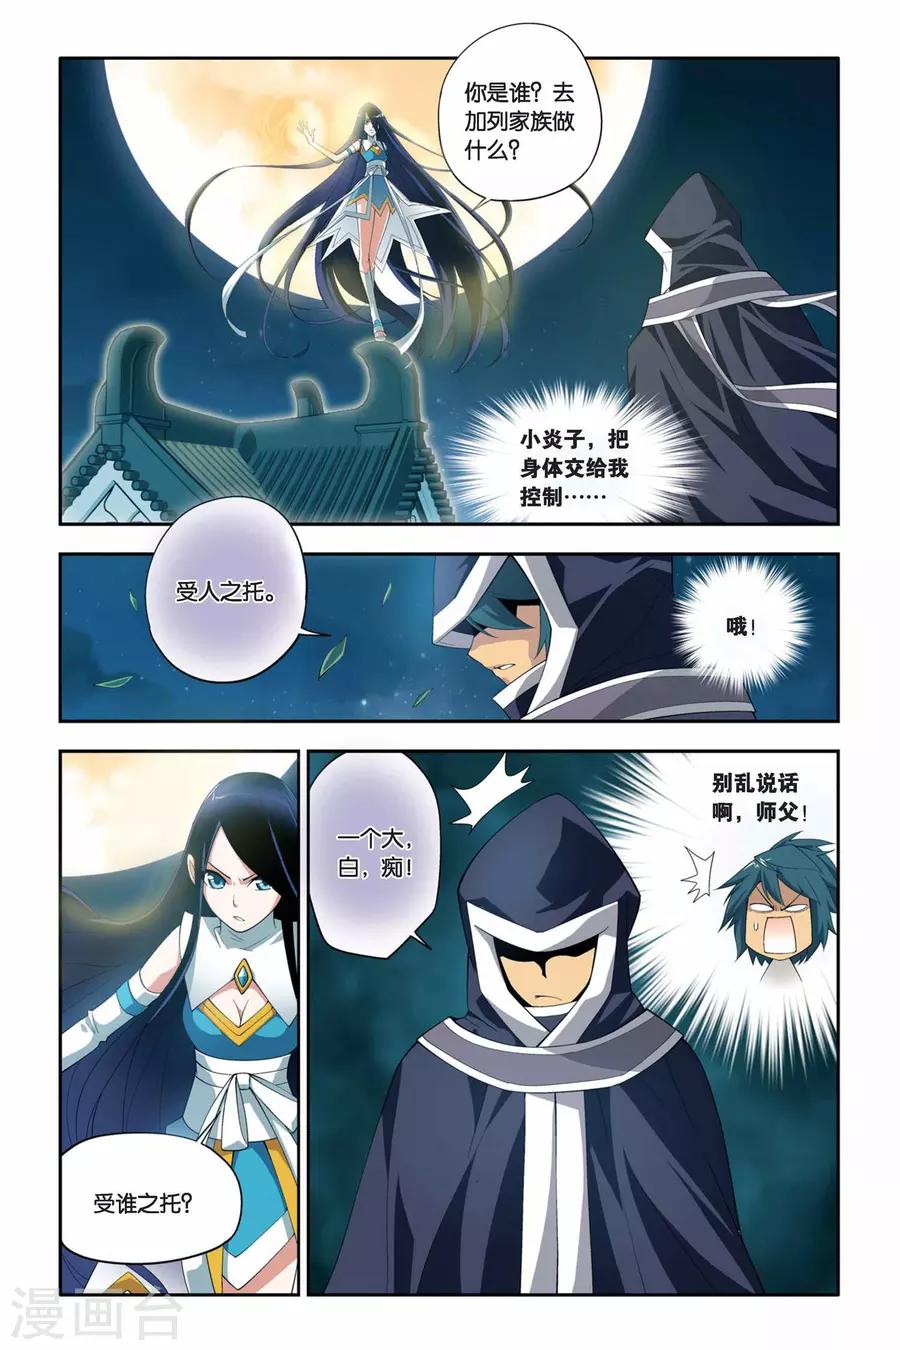 你是谁？去
加列家族做
什么？
小炎子，把
身体交给我
控制……
受人之托。
哦！
受谁之托？
一个大，
白，痴！
别乱说话
啊，师父！
漫画台